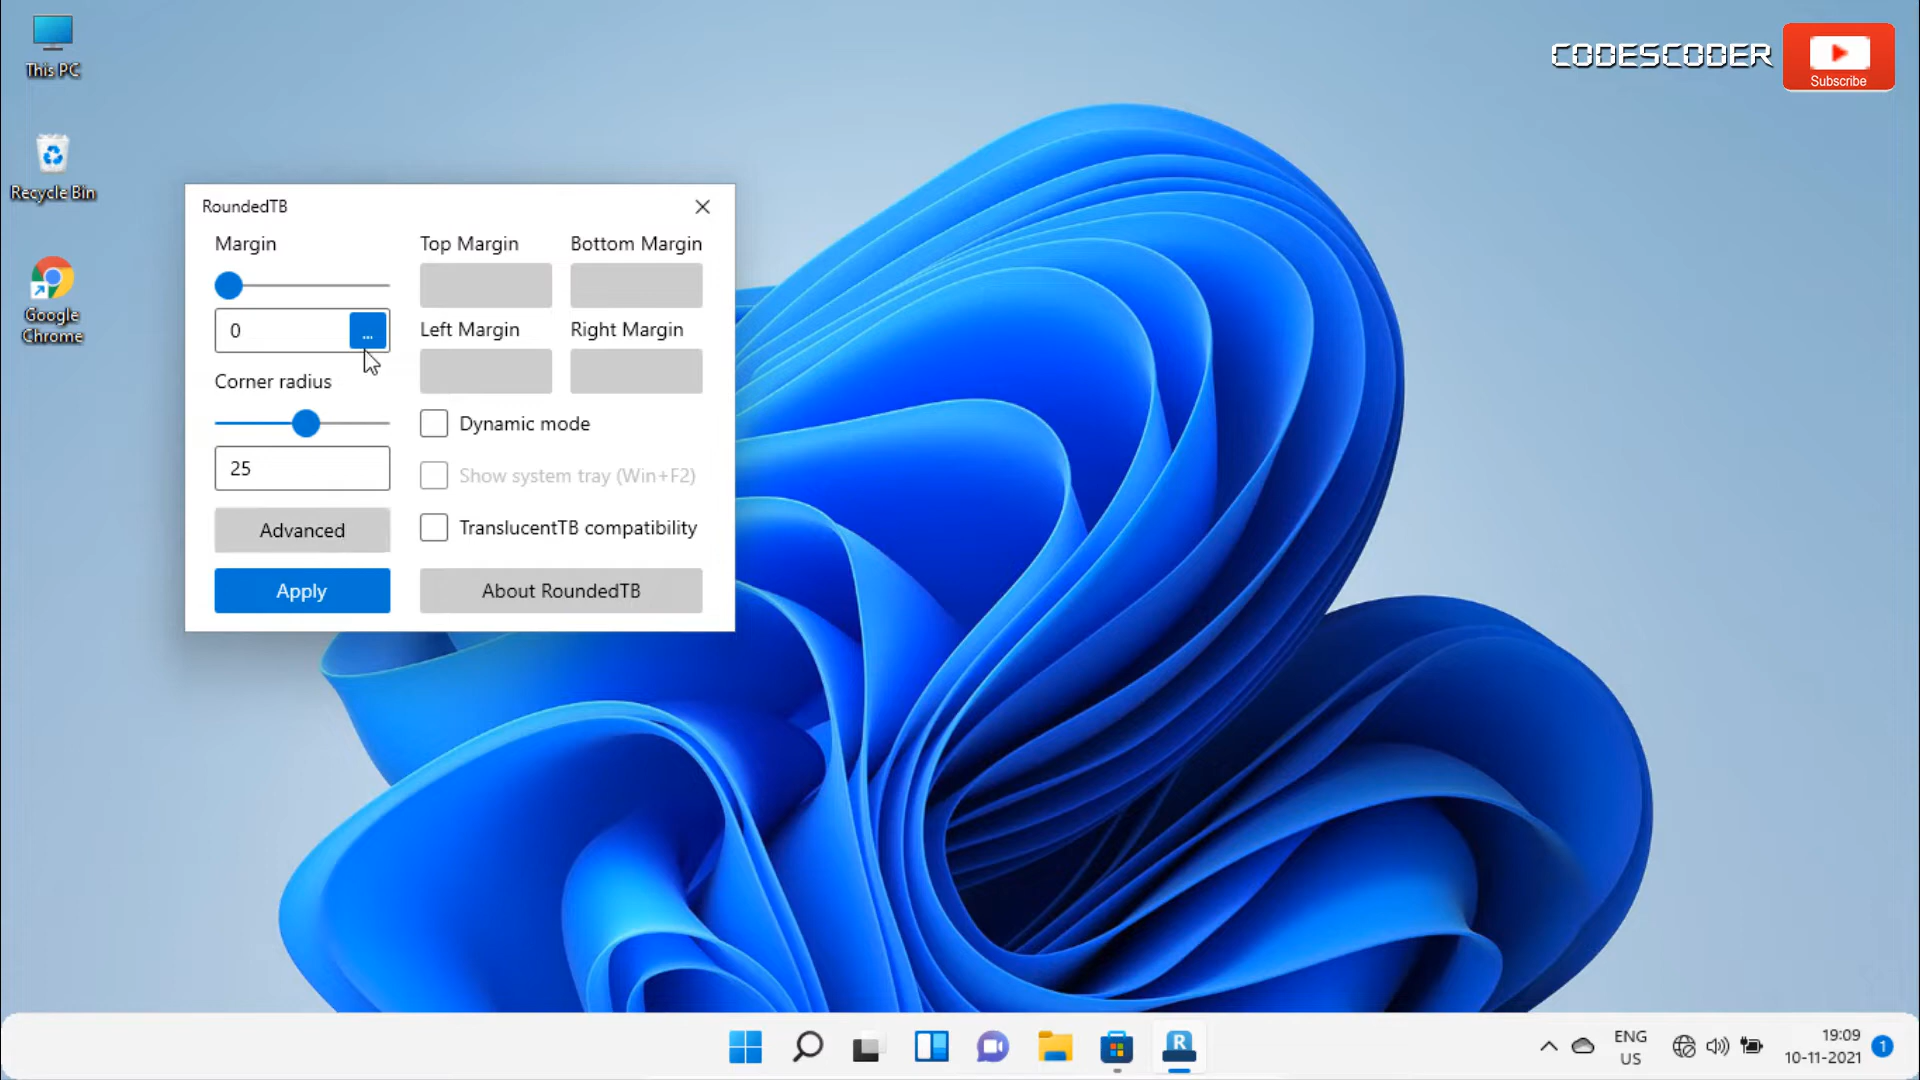 This PC
Recycle Bin
Google
Chrome
CODESCODER
Subscribe
RoundedTB
Margin
0
...
Corner radius
25
Advanced
Apply
Top Margin
Bottom Margin
Left Margin
Right Margin
Dynamic mode
Show system tray (Win+F2)
TranslucentTB compatibility
About RoundedTB
R
ENG
US
19:09
10-11-2021
1